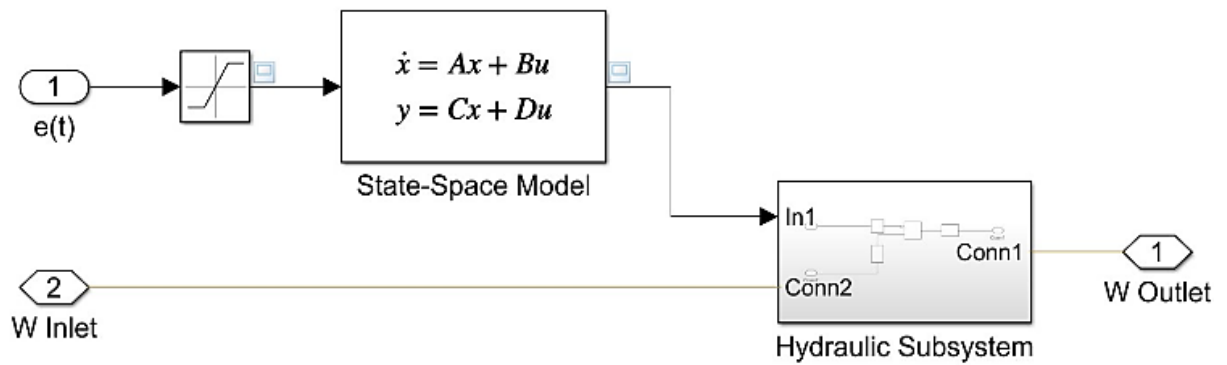 1
e(t)
ẋ = Ax + Bu
y = Cx + Du
State-Space Model
In1
Conn1
Conn2
Hydraulic Subsystem
2
W Inlet
1
W Outlet